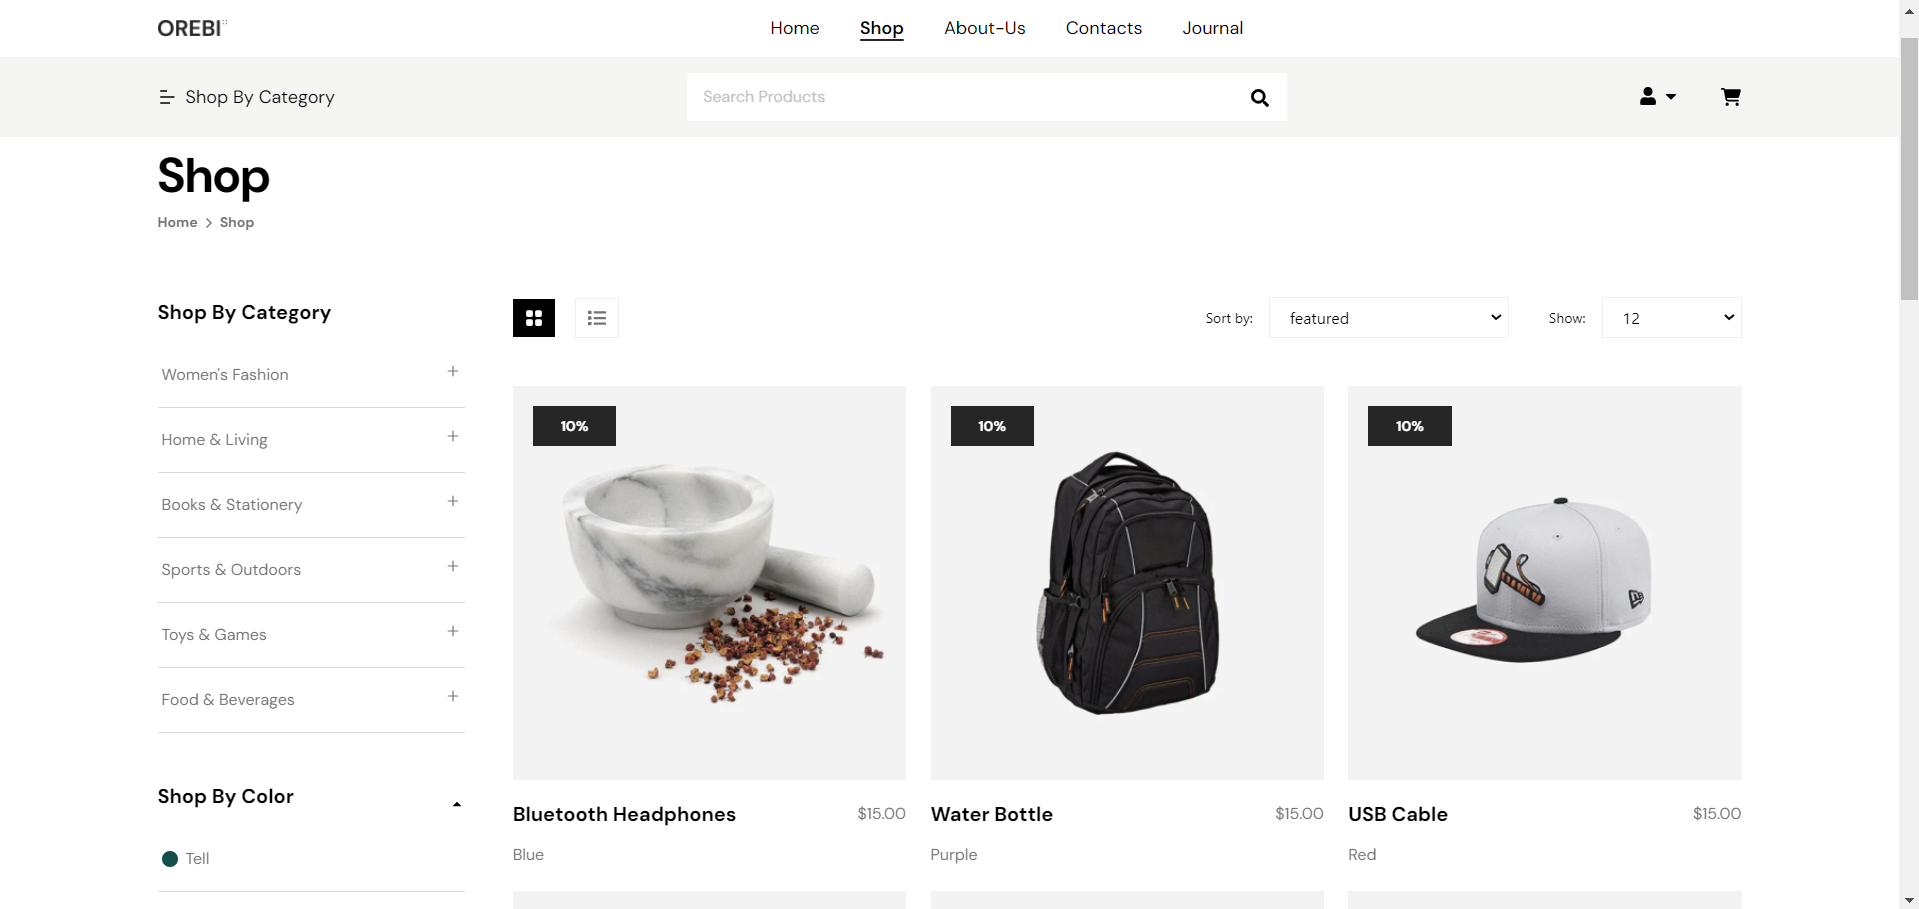 OREBI
Home Shop About-Us Contacts Journal
Shop By Category
Search Products
Shop
Home > Shop
Shop By Category
Women's Fashion +
Home & Living +
Books & Stationery +
Sports & Outdoors +
Toys & Games +
Food & Beverages +
Shop By Color
Tell
Sort by: featured Show: 12
10% 10% 10%
Bluetooth Headphones $15.00
Blue
Water Bottle $15.00
Purple
USB Cable $15.00
Red